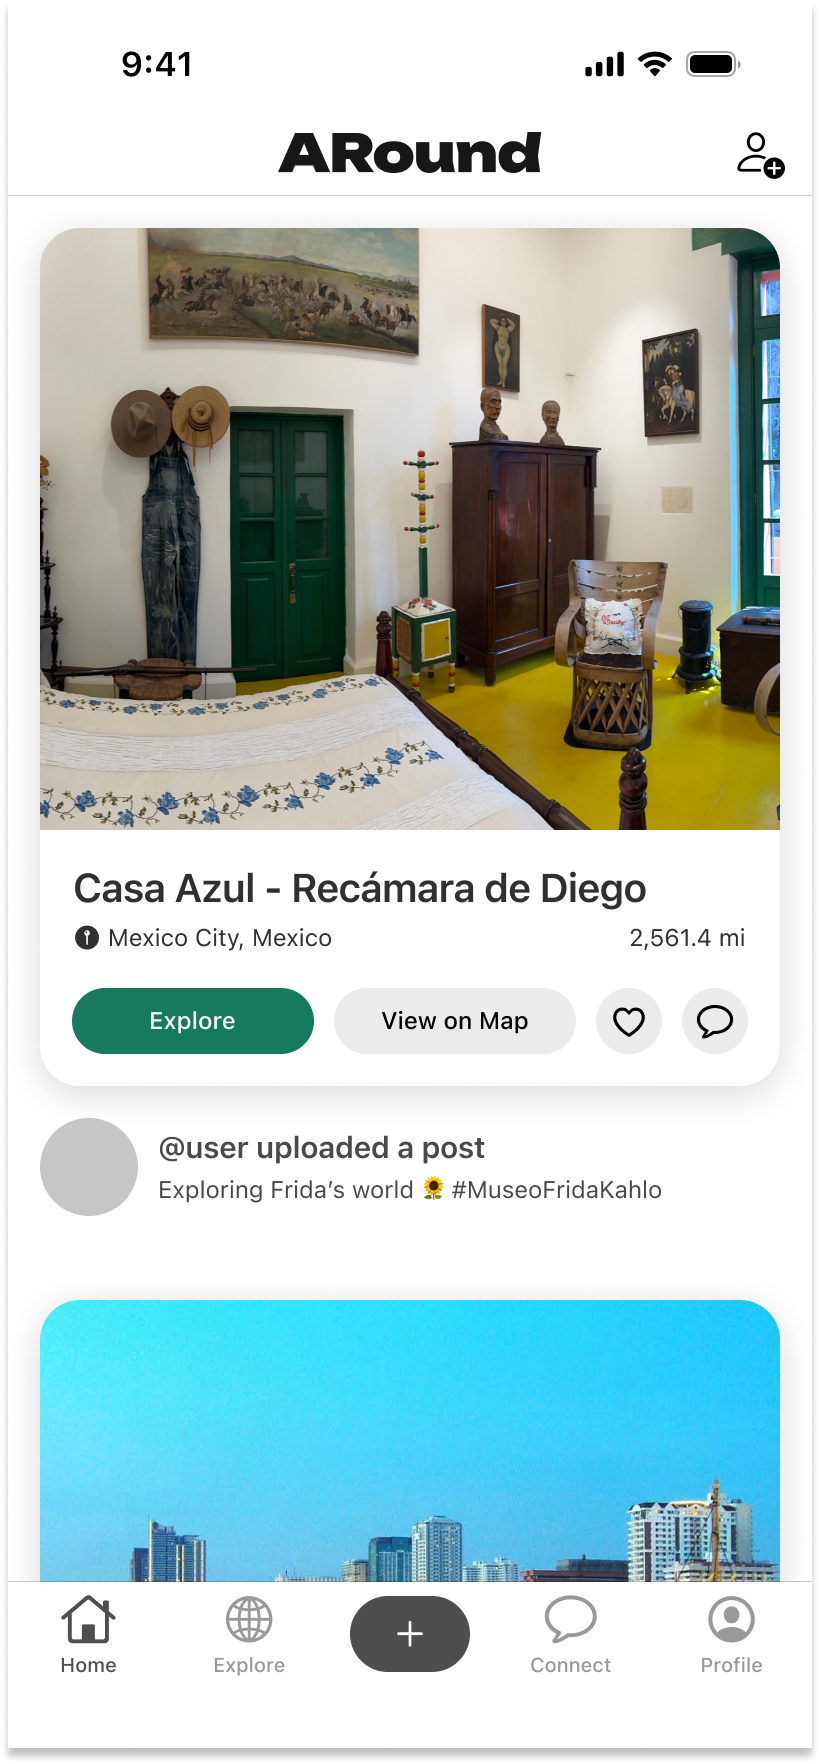 9:41
ARound
Casa Azul - Recámara de Diego
Mexico City, Mexico
2,561.4 mi
Explore
View on Map
@user uploaded a post
Exploring Frida’s world 🌻 #MuseoFridaKahlo
Home
Explore
Connect
Profile